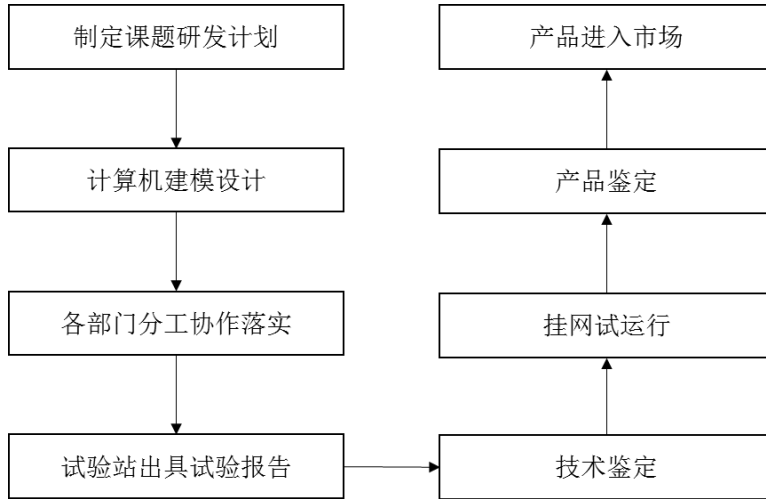 制定课题研发计划
计算机建模设计
各部门分工协作落实
试验站出具试验报告
技术鉴定
挂网试运行
产品鉴定
产品进入市场